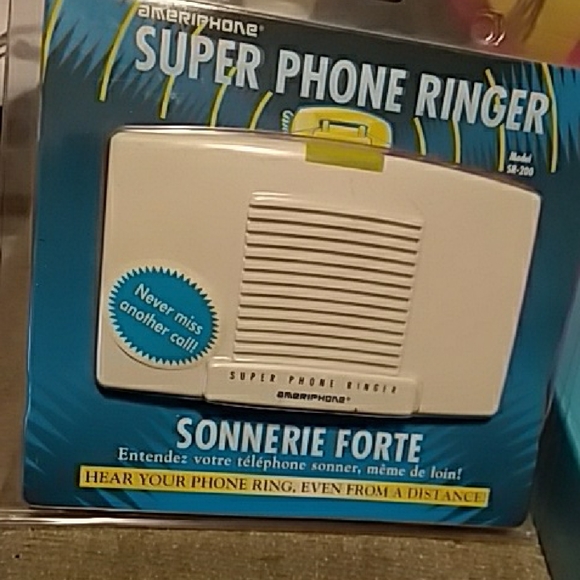 AMERIPHONE®
SUPER PHONE RINGER
Model
SR-200
Never miss
another call!
SUPER PHONE RINGER
AMERIPHONE®
SONNERIE FORTE
Entendez votre téléphone sonner, même de loin!
HEAR YOUR PHONE RING, EVEN FROM A DISTANCE!